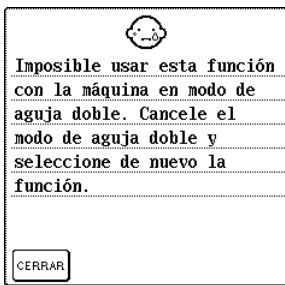 Imposible usar esta función
con la máquina en modo de
aguja doble. Cancele el
modo de aguja doble y
seleccione de nuevo la
función.
CERRAR